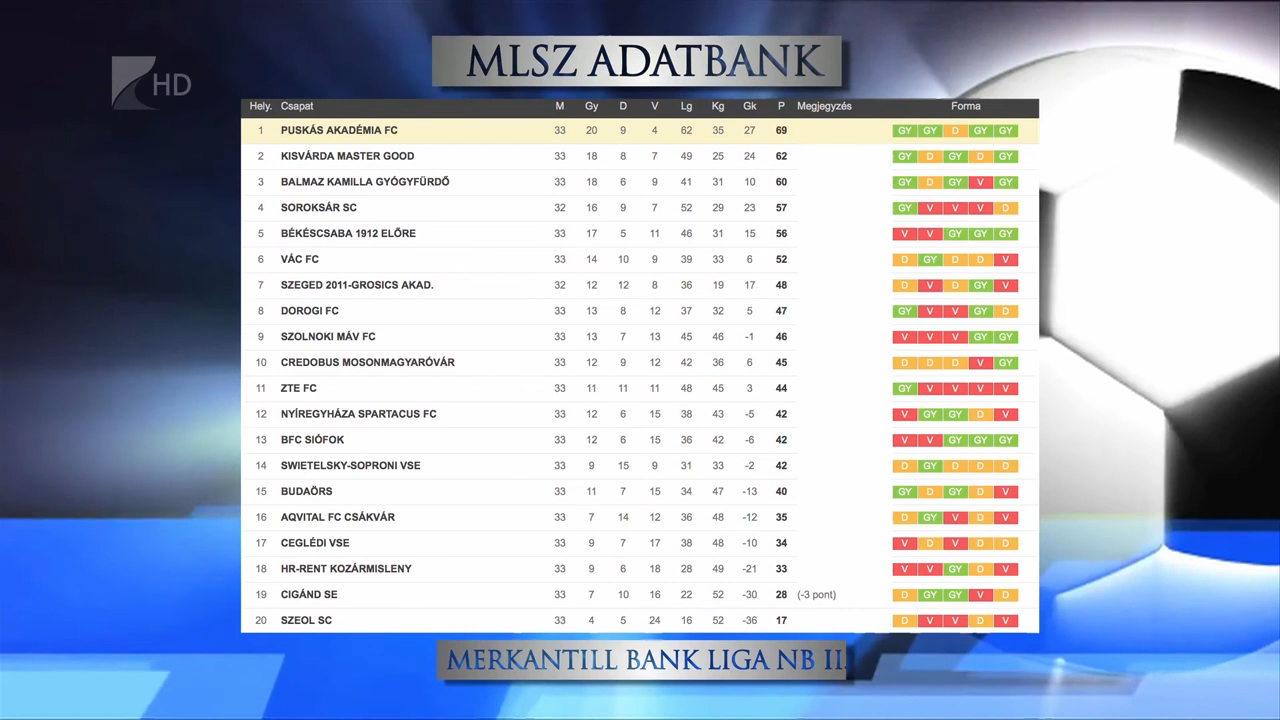 MLSZ ADATBANK
HD
Hely. Csapat M Gy D V Lg Kg Gk P Megjegyzés Forma
1 PUSKÁS AKADÉMIA FC 33 20 9 4 62 35 27 69 GY GY D GY GY
2 KISVÁRDA MASTER GOOD 33 18 8 7 49 25 24 62 GY D GY D GY
3 BALMAZ KAMILLA GYÓGYFÜRDŐ 33 18 6 9 41 31 10 60 GY D GY V GY
4 SOROKSÁR SC 32 16 9 7 52 29 23 57 GY V V V D
5 BÉKÉSCSABA 1912 ELŐRE 33 17 5 11 46 31 15 56 V V GY GY GY
6 VÁC FC 33 14 10 9 39 33 6 52 D GY D D V
7 SZEGED 2011-GROSICS AKAD. 32 12 12 8 36 19 17 48 D V D GY V
8 DOROGI FC 33 13 8 12 37 32 5 47 GY V V GY D
9 SZOLNOKI MÁV FC 33 13 7 13 45 46 -1 46 V V V GY GY
10 CREDOBUS MOSONMAGYARÓVÁR 33 12 9 12 42 36 6 45 D D D V GY
11 ZTE FC 33 11 11 11 48 45 3 44 GY V V V V
12 NYÍREGYHÁZA SPARTACUS FC 33 12 6 15 38 43 -5 42 V GY GY D V
13 BFC SIÓFOK 33 12 6 15 36 42 -6 42 V V GY GY GY
14 SWIETELSKY-SOPRONI VSE 33 9 15 9 31 33 -2 42 D GY D D D
15 BUDAÖRS 33 11 7 15 34 47 -13 40 GY D GY D V
16 AQVITAL FC CSÁKVÁR 33 7 14 12 36 48 -12 35 D GY V D V
17 CEGLÉDI VSE 33 9 7 17 38 48 -10 34 V D V D D
18 HR-RENT KOZÁRMISLENY 33 9 6 18 28 49 -21 33 V V GY D V
19 CIGÁND SE 33 7 10 16 22 52 -30 28 (-3 pont) D GY GY V D
20 SZEOL SC 33 4 5 24 16 52 -36 17 D V V D V
MERKANTILL BANK LIGA NB II.